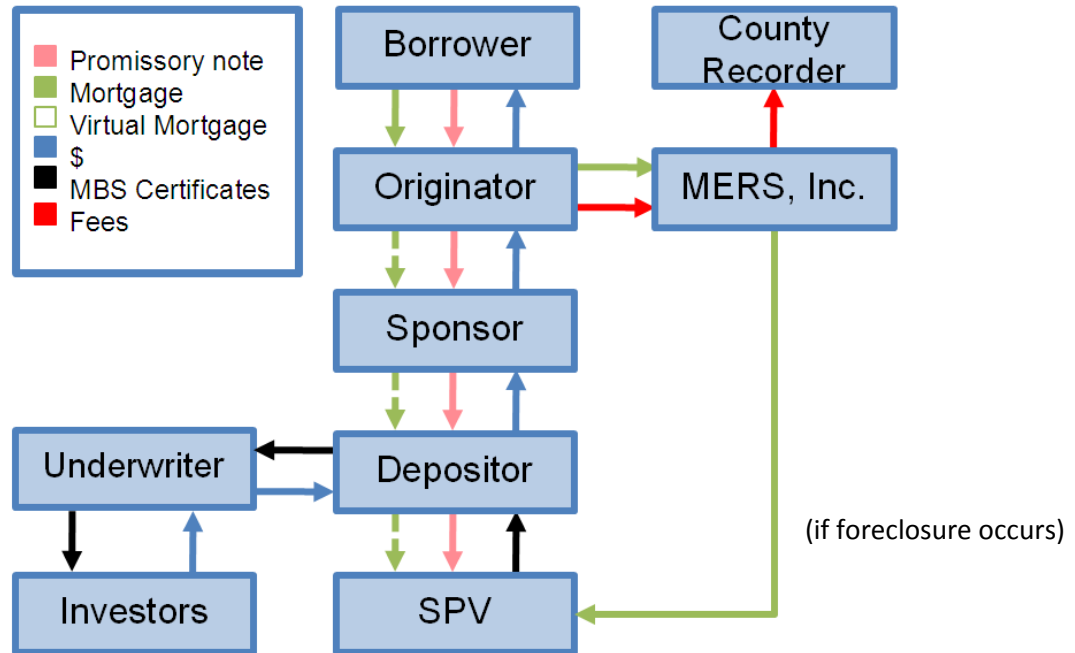 Promissory note
Mortgage
Virtual Mortgage
$
MBS Certificates
Fees
Borrower
County
Recorder
Originator
MERS, Inc.
Sponsor
Underwriter
Depositor
(if foreclosure occurs)
Investors
SPV